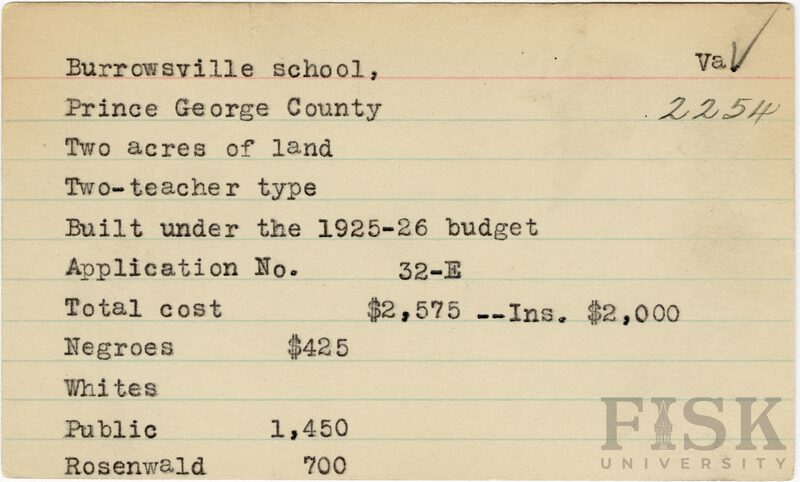 Burrowsville school, Va.
Prince George County 2254
Two acres of land
Two-teacher type
Built under the 1925-26 budget
Application No. 32-E
Total cost $2,575 --Ins. $2,000
Negroes $425
Whites
Public 1,450
Rosenwald 700
FISK
UNIVERSITY